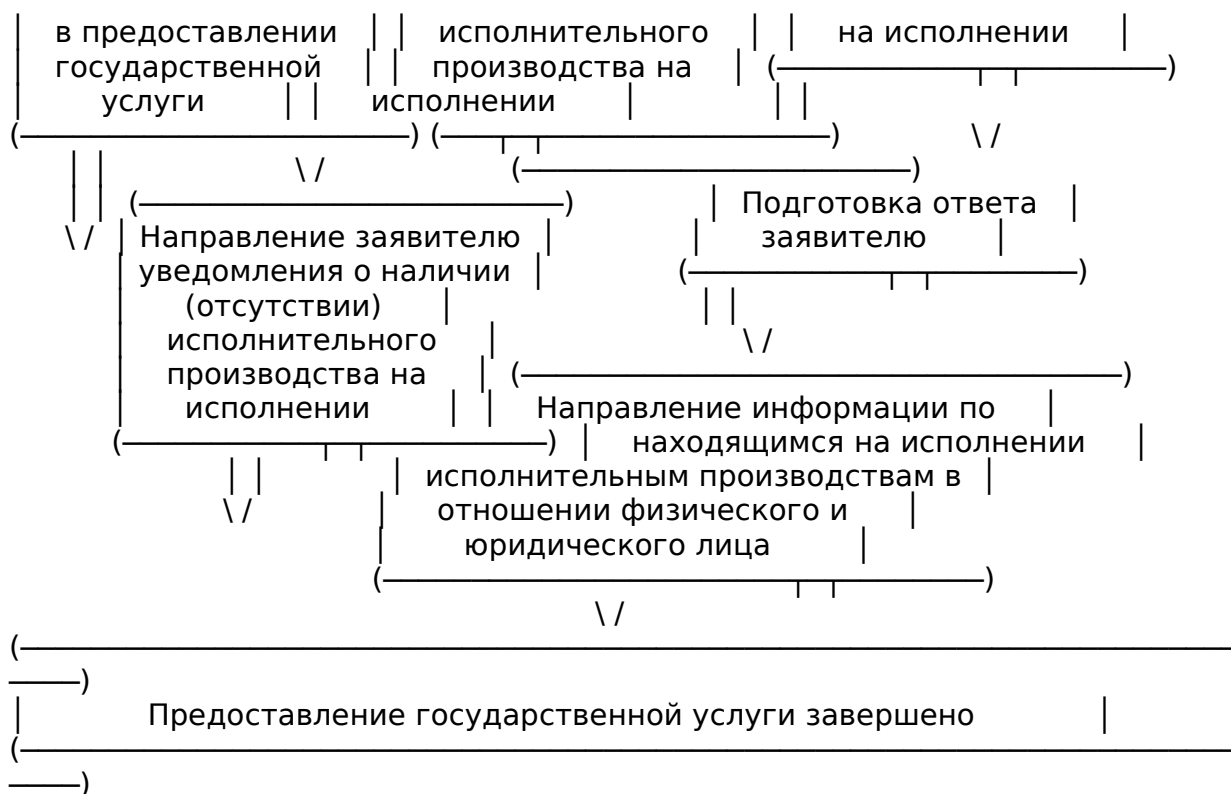 в предоставлении исполнительного на исполнении
государственной производства на
услуги исполнении
Подготовка ответа
Направление заявителю заявителю
уведомления о наличии
(отсутствии)
исполнительного
производства на
исполнении Направление информации по
находящимся на исполнении
исполнительным производствам в
отношении физического и
юридического лица
Предоставление государственной услуги завершено